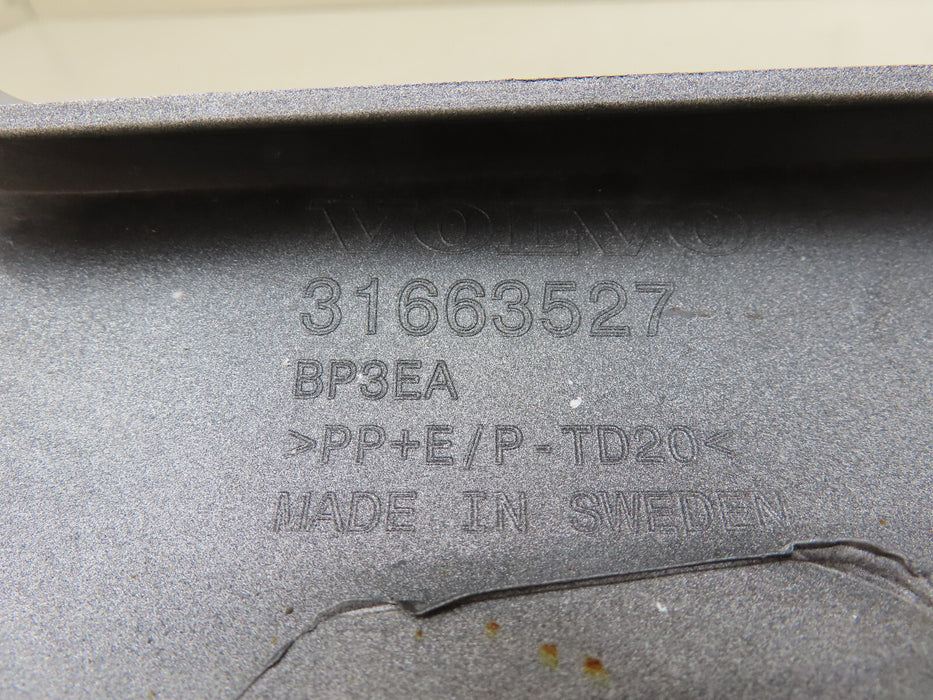 VOLVO
31663527
BP3EA
>PP+E/P-TD20<
MADE IN SWEDEN